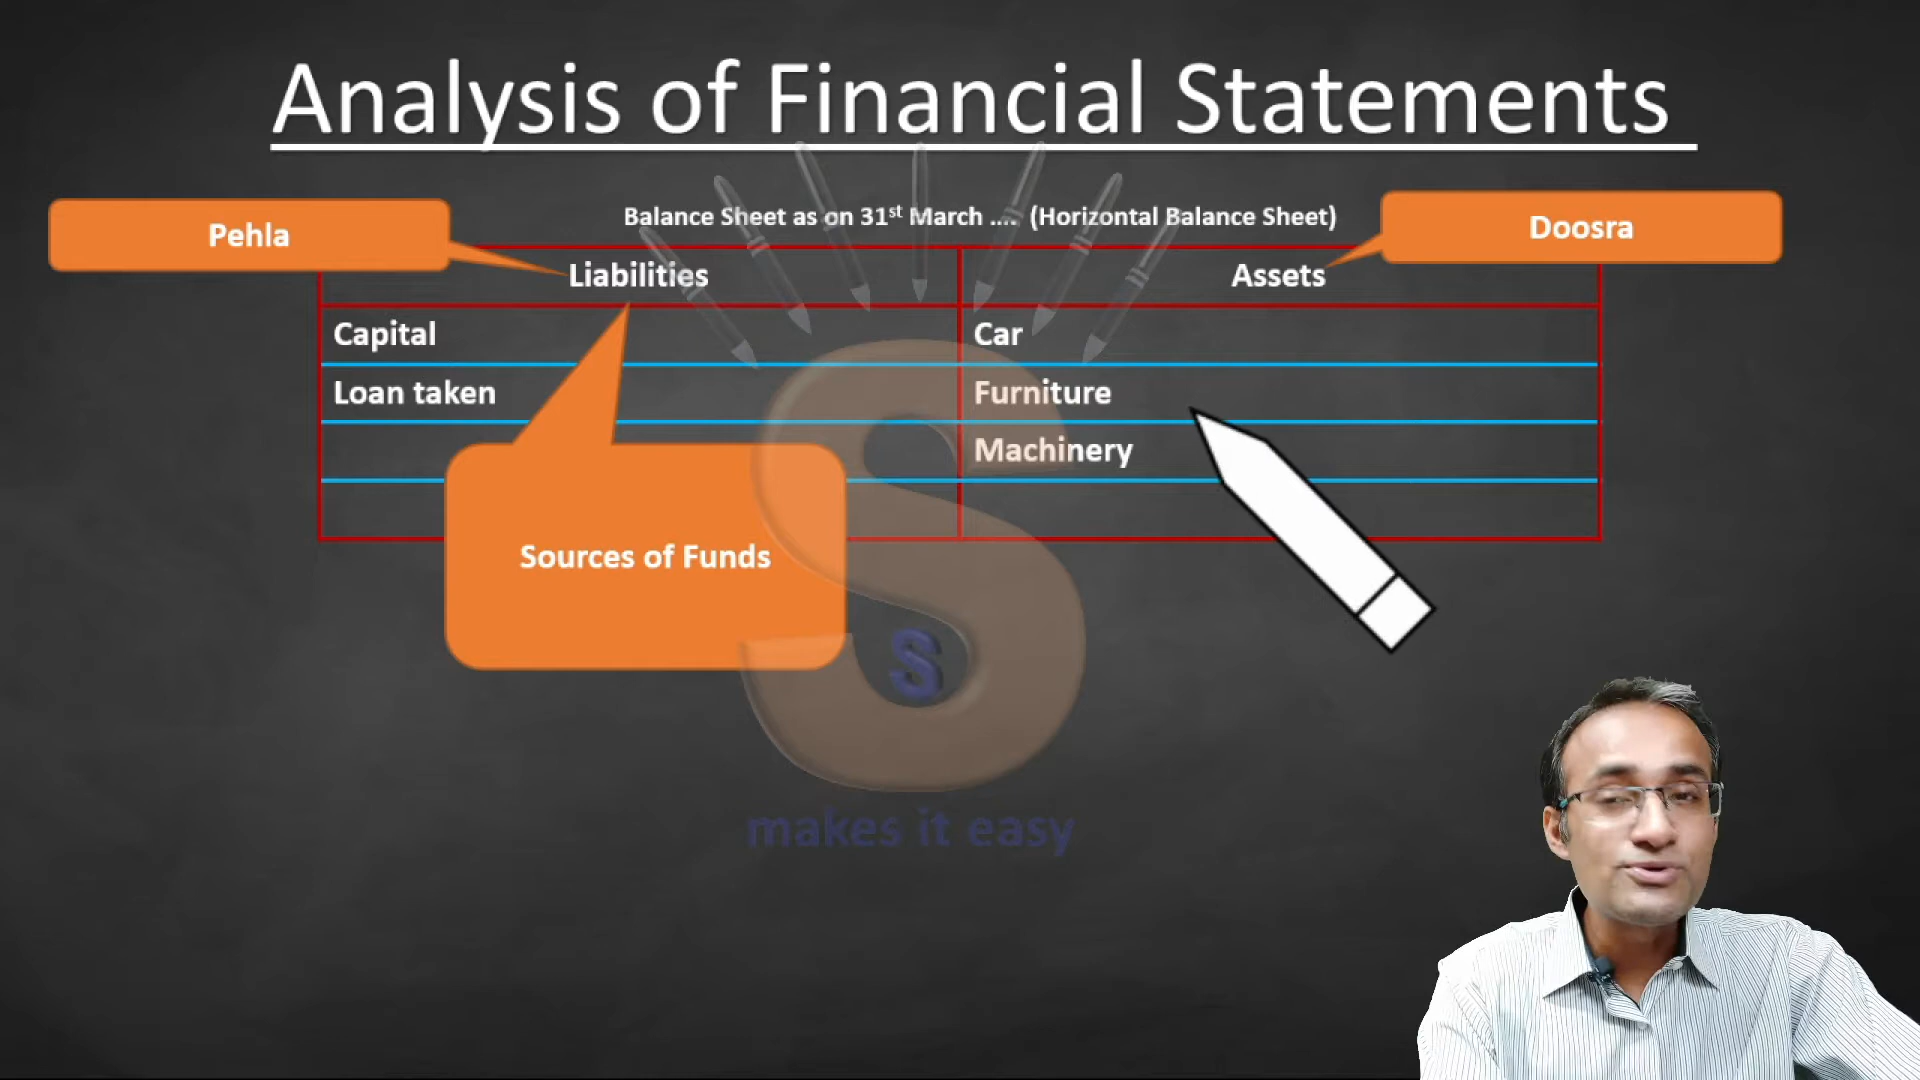 Analysis of Financial Statements
Balance Sheet as on 31st March .... (Horizontal Balance Sheet)
Pehla
Doosra
Liabilities
Assets
Capital
Car
Loan taken
Furniture
Machinery
Sources of Funds
S
S
makes it easy